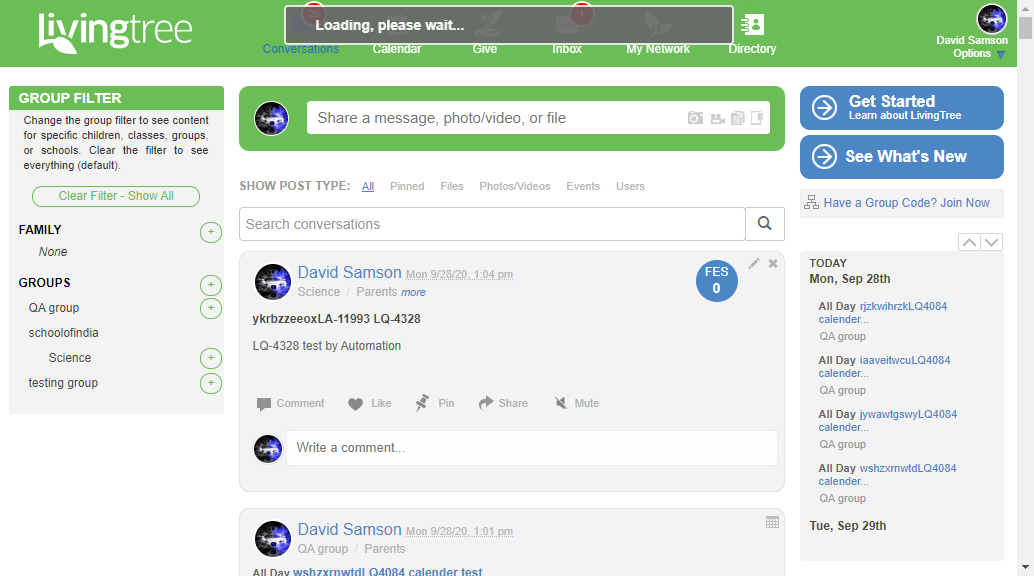 livingtree
20
Loading, please wait...
1
Conversations
Calendar
Give
Inbox
My Network
Directory
David Samson
Options
GROUP FILTER
Change the group filter to see content
for specific children, classes, groups,
or schools. Clear the filter to see
everything (default).
Clear Filter - Show All
FAMILY
None
GROUPS
QA group
schoolofindia
Science
testing group
Share a message, photo/video, or file
SHOW POST TYPE: All Pinned Files Photos/Videos Events Users
Search conversations
David Samson Mon 9/28/20, 1:04 pm
Science / Parents more
FES
0
ykrbzzeeoxLA-11993 LQ-4328
LQ-4328 test by Automation
Comment Like Pin Share Mute
Write a comment...
David Samson Mon 9/28/20, 1:01 pm
QA group / Parents
All Day wshzxrnwtdLQ4084 calender test
Get Started
Learn about LivingTree
See What's New
Have a Group Code? Join Now
TODAY
Mon, Sep 28th
All Day rjzkwihrzkLQ4084
calender...
QA group
All Day iaaveitwcuLQ4084
calender...
QA group
All Day jywawtgswyLQ4084
calender...
QA group
All Day wshzxrnwtdLQ4084
calender...
QA group
Tue, Sep 29th